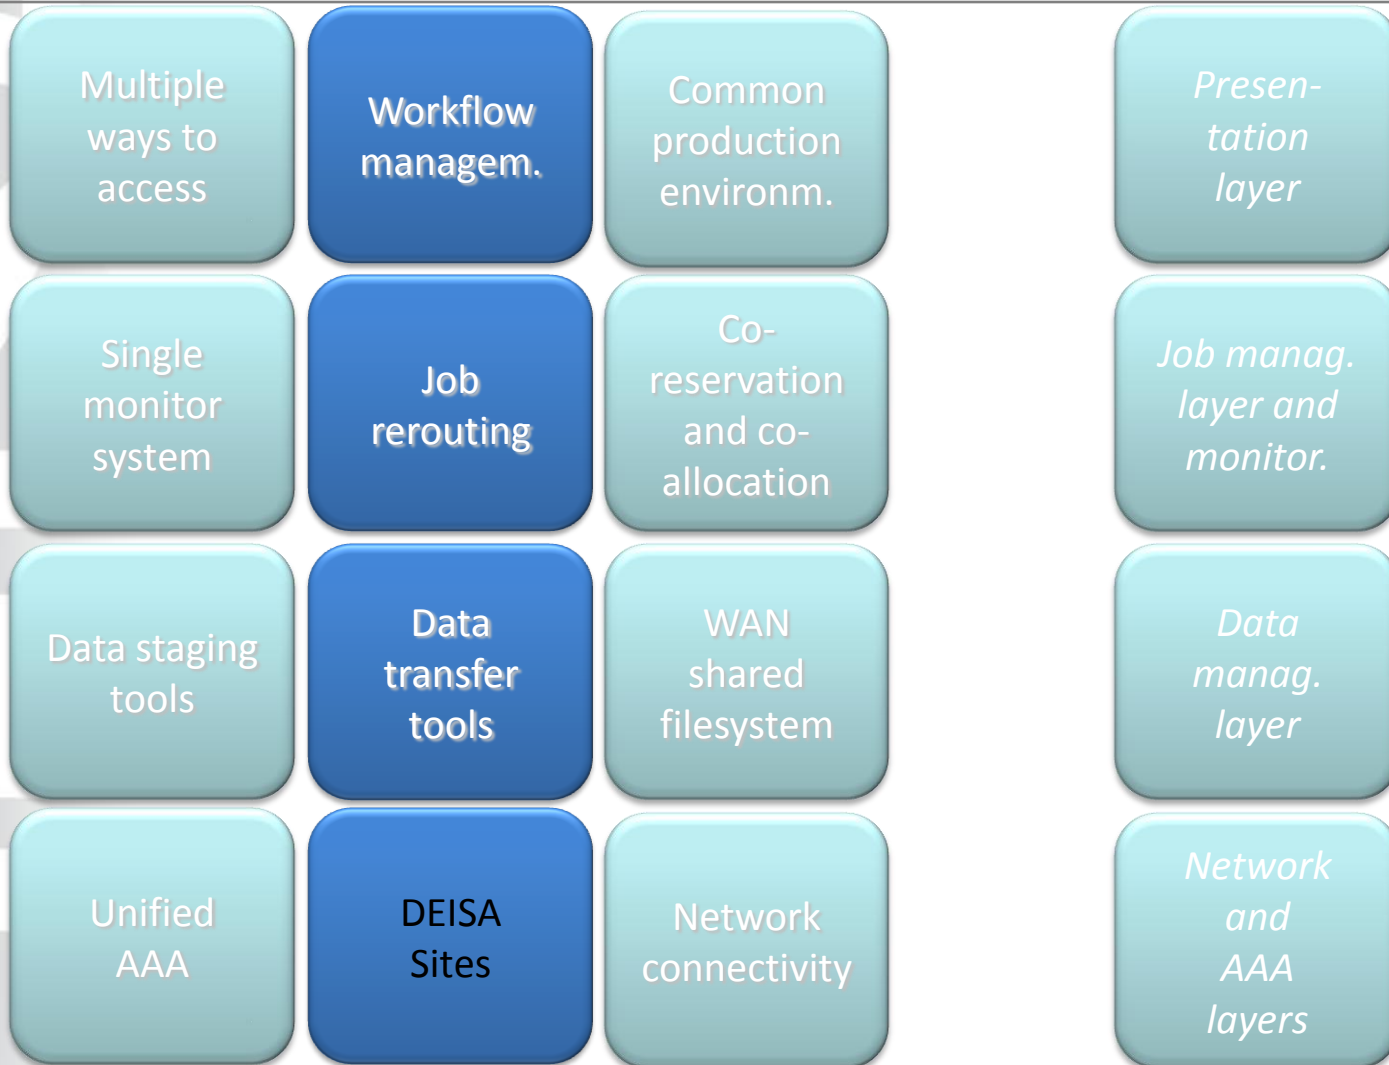 Multiple
ways to
access
Workflow
managem.
Common
production
environm.
Presen-
tation
layer
Single
monitor
system
Job
rerouting
Co-
reservation
and co-
allocation
Job manag.
layer and
monitor.
Data staging
tools
Data
transfer
tools
WAN
shared
filesystem
Data
manag.
layer
Unified
AAA
DEISA
Sites
Network
connectivity
Network
and
AAA
layers